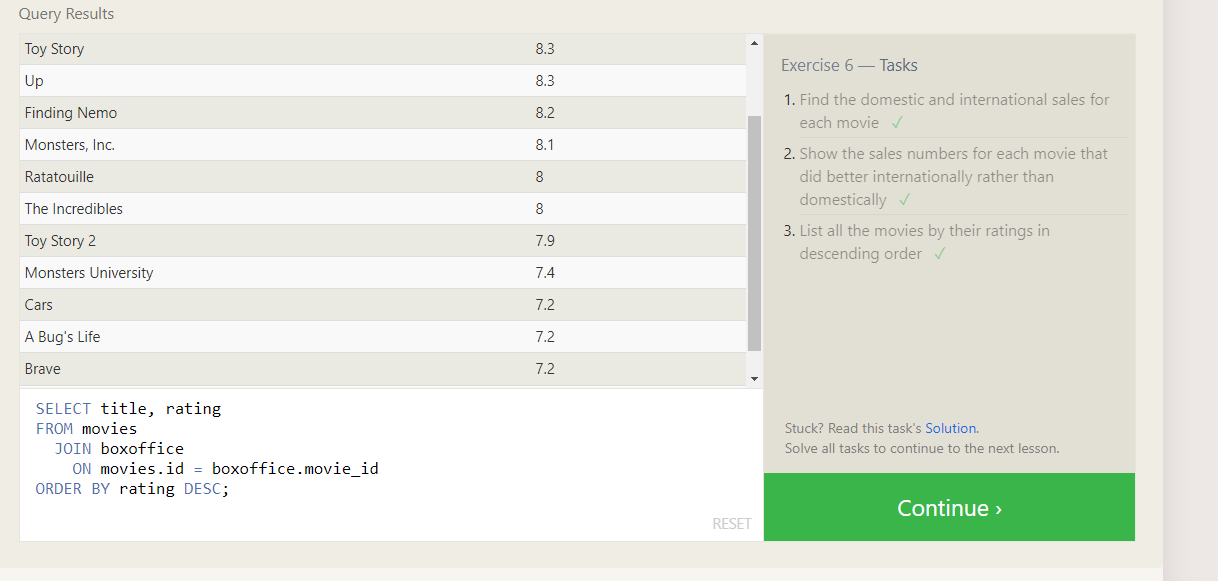 Query Results
Toy Story 8.3
Up 8.3
Finding Nemo 8.2
Monsters, Inc. 8.1
Ratatouille 8
The Incredibles 8
Toy Story 2 7.9
Monsters University 7.4
Cars 7.2
A Bug's Life 7.2
Brave 7.2
SELECT title, rating
FROM movies
  JOIN boxoffice
    ON movies.id = boxoffice.movie_id
ORDER BY rating DESC;
RESET
Exercise 6 — Tasks
1. Find the domestic and international sales for
each movie ✓
2. Show the sales numbers for each movie that
did better internationally rather than
domestically ✓
3. List all the movies by their ratings in
descending order ✓
Stuck? Read this task's Solution.
Solve all tasks to continue to the next lesson.
Continue ›